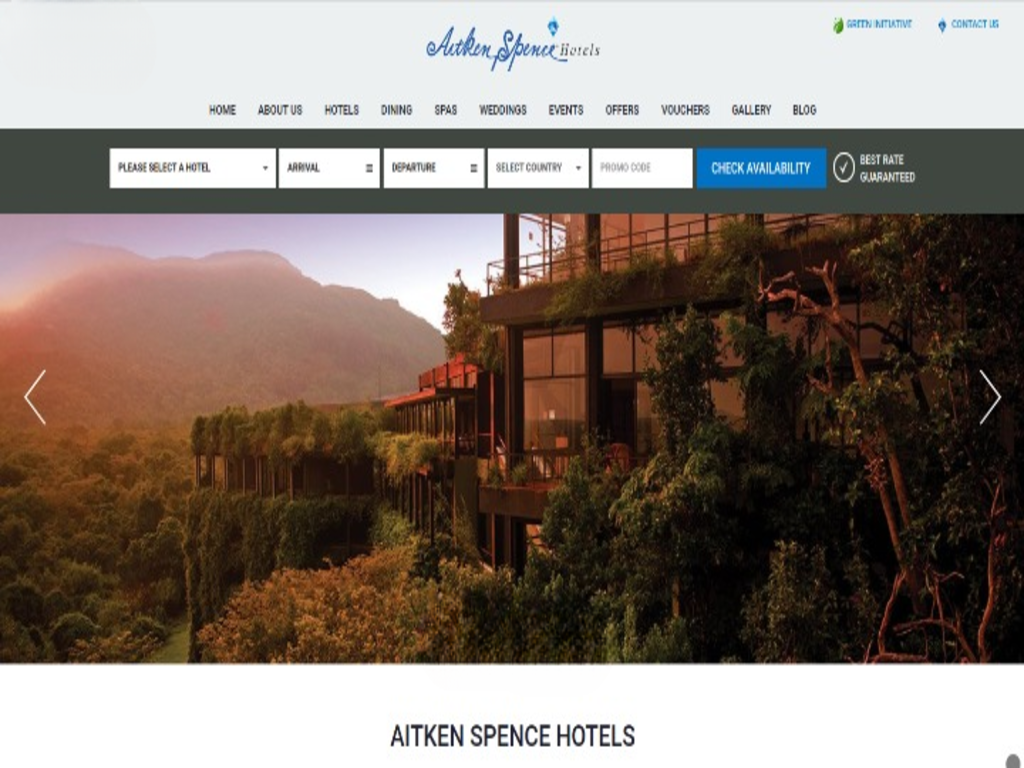 GREEN INITIATIVE
CONTACT US
Aitken Spence Hotels
HOME ABOUT US HOTELS DINING SPAS WEDDINGS EVENTS OFFERS VOUCHERS GALLERY BLOG
PLEASE SELECT A HOTEL ARRIVAL DEPARTURE SELECT COUNTRY PROMO CODE CHECK AVAILABILITY
BEST RATE
GUARANTEED
AITKEN SPENCE HOTELS